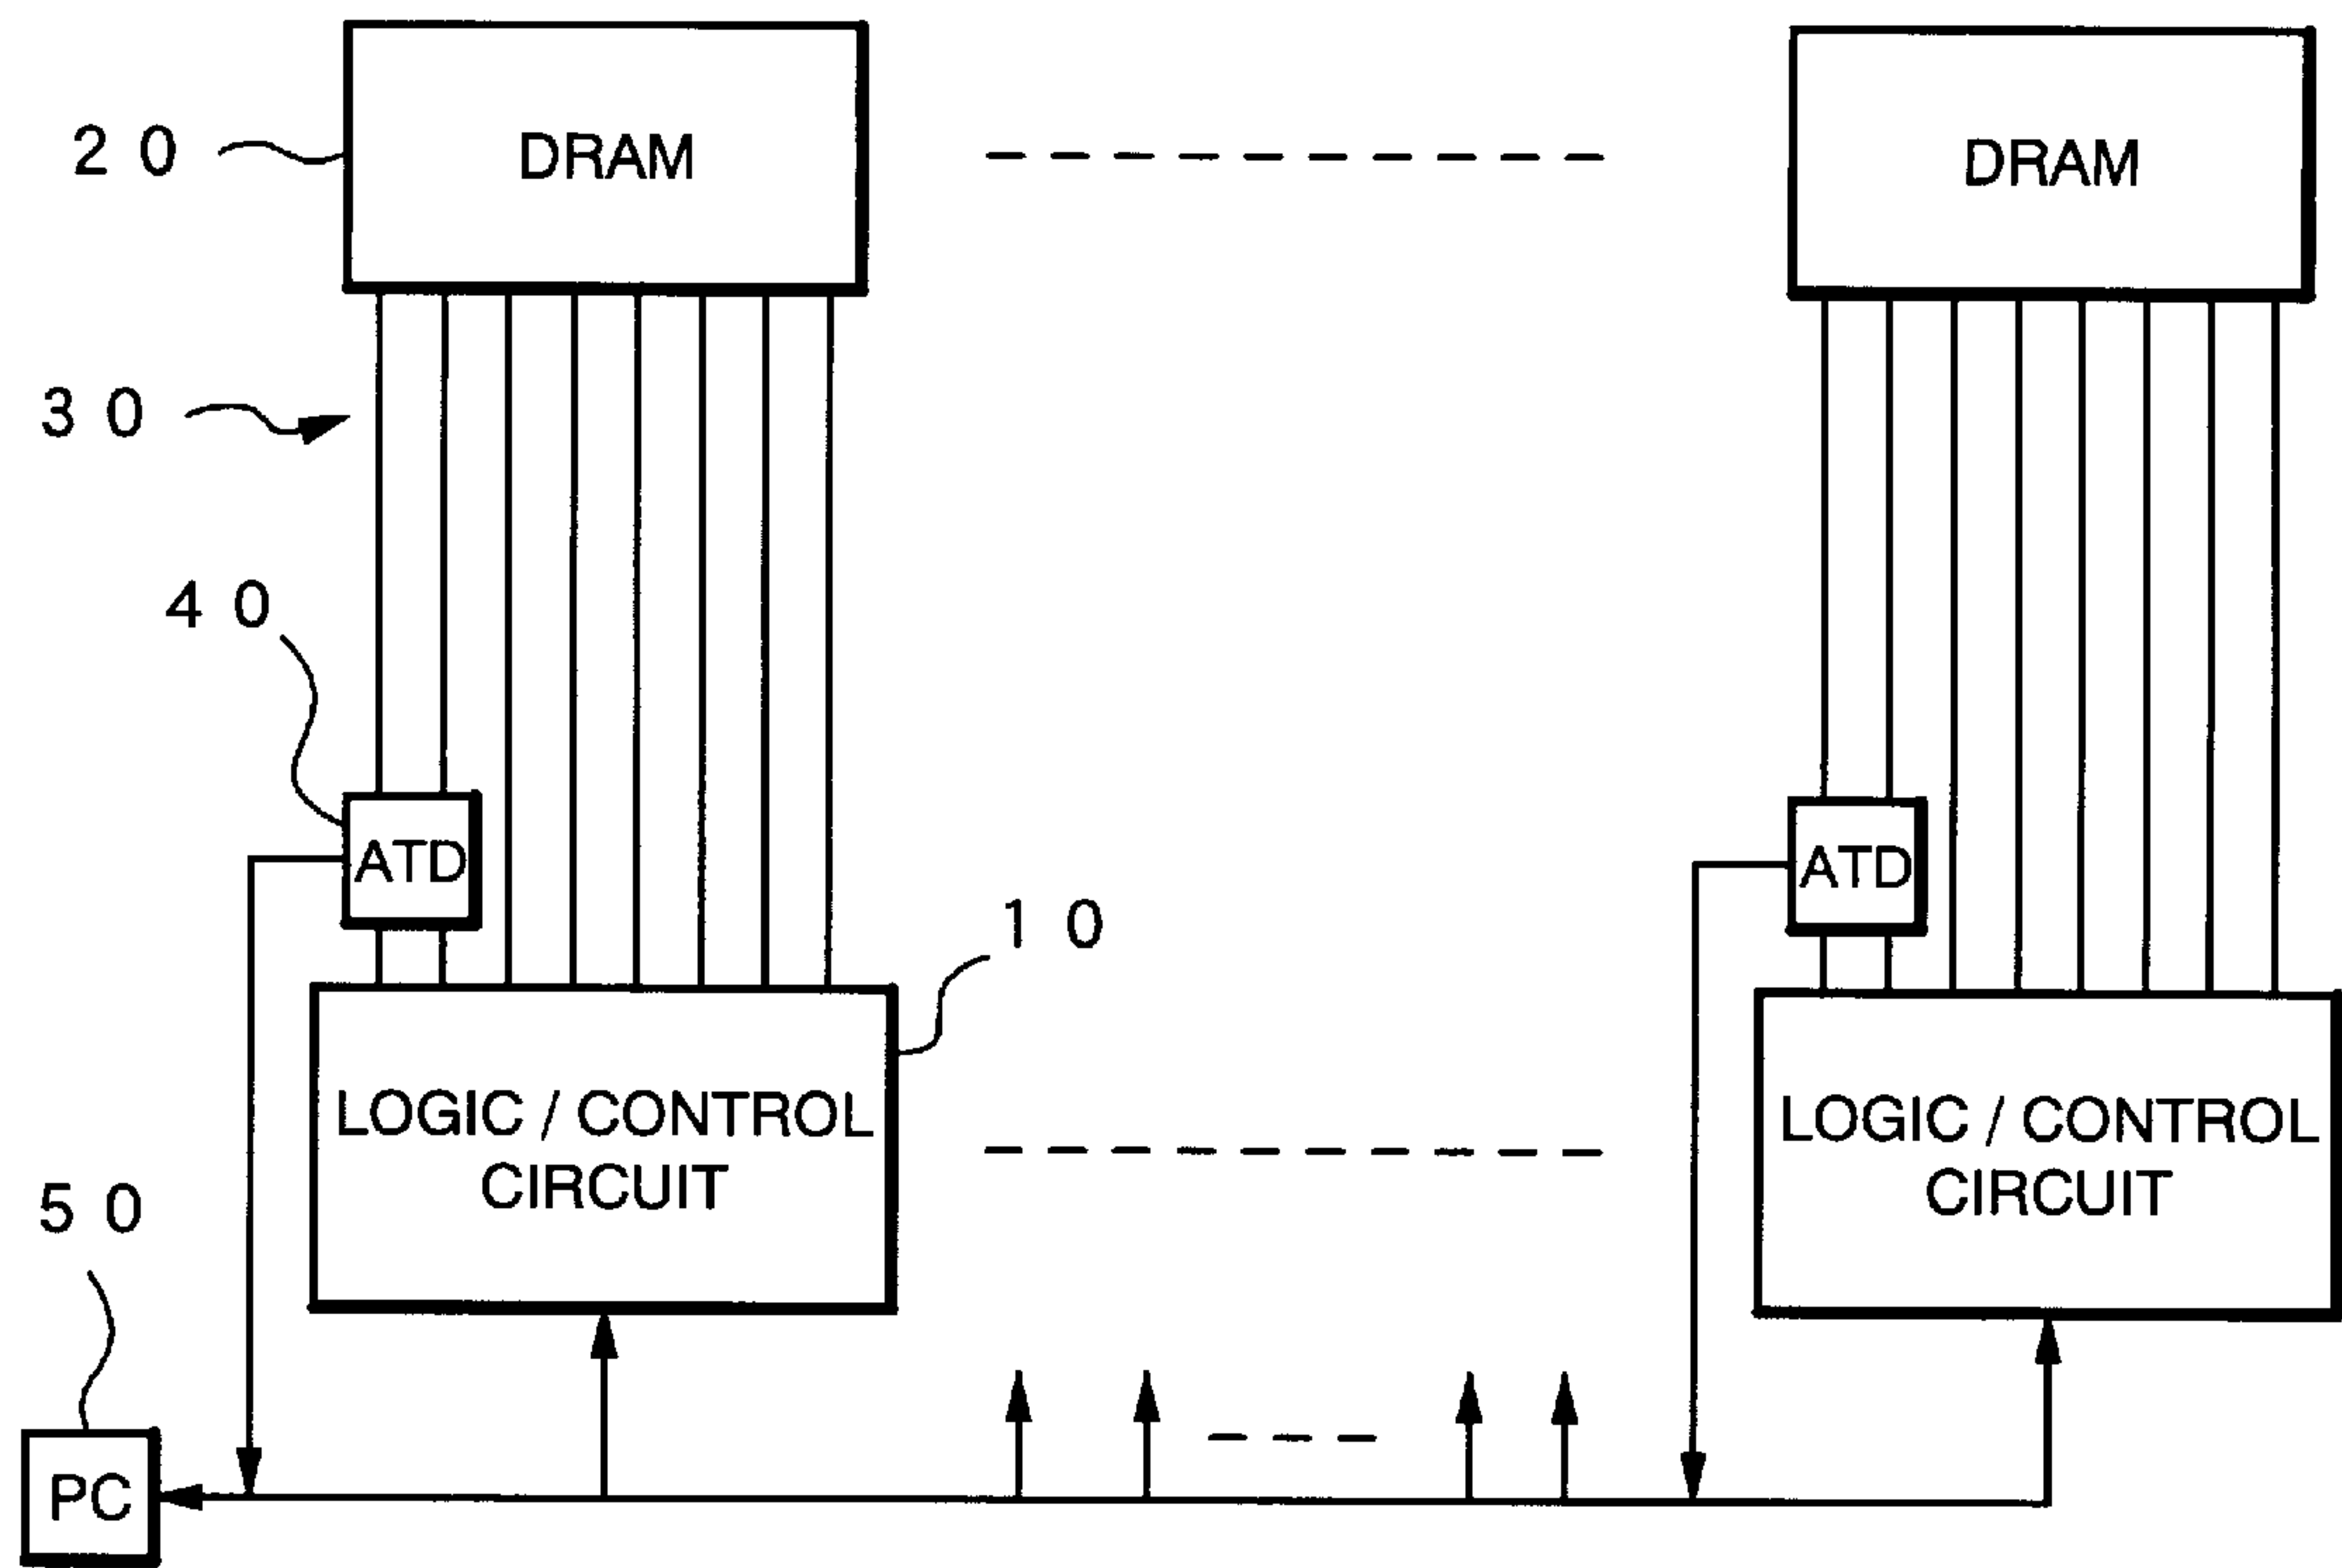 20
DRAM
DRAM
30
40
ATD
ATD
10
LOGIC / CONTROL
CIRCUIT
LOGIC / CONTROL
CIRCUIT
50
PC